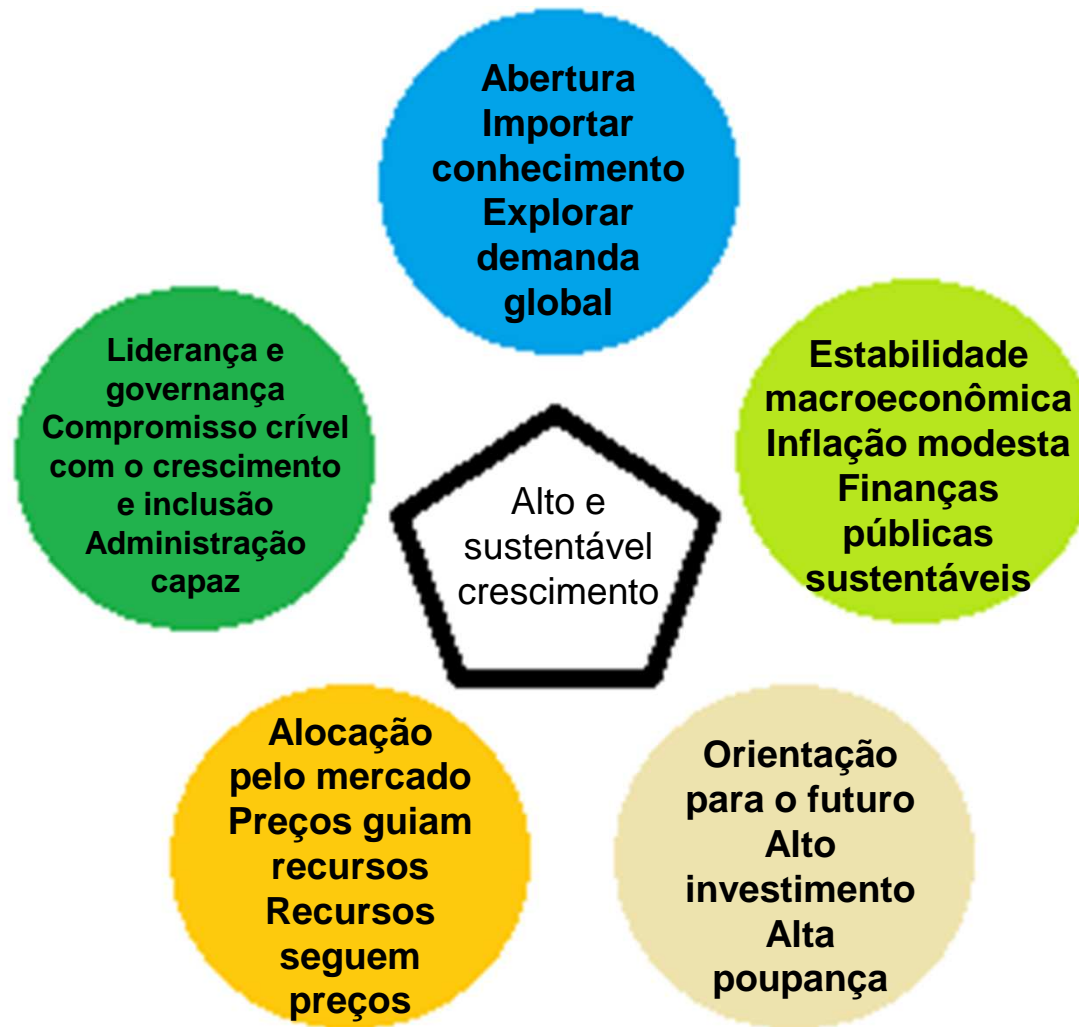 Abertura
Importar
conhecimento
Explorar
demanda
global
Liderança e
governança
Compromisso crível
com o crescimento
e inclusão
Administração
capaz
Estabilidade
macroeconômica
Inflação modesta
Finanças
públicas
sustentáveis
Alto e
sustentável
crescimento
Alocação
pelo mercado
Preços guiam
recursos
Recursos
seguem
preços
Orientação
para o futuro
Alto
investimento
Alta
poupança